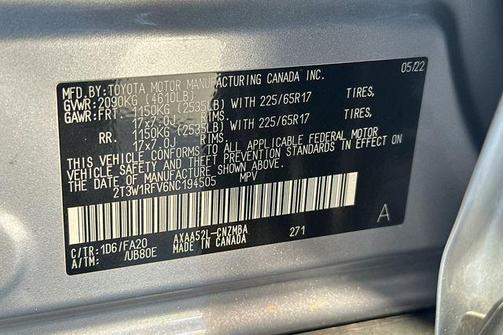 MFD.BY:TOYOTA MOTOR MANUFACTURING CANADA INC. 05/22
GVWR:2090KG (4610LB)
GAWR:FRT. 1150KG (2535LB) WITH 225/65R17 TIRES,
17x7.0J RIMS,
RR. 1150KG (2535LB) WITH 225/65R17 TIRES,
17x7.0J RIMS,
THIS VEHICLE CONFORMS TO ALL APPLICABLE FEDERAL MOTOR
VEHICLE SAFETY AND BUMPER STANDARDS IN EFFECT ON
THE DATE OF MANUFACTURE SHOWN ABOVE.
2T3W1RFV6NC194505 MPV
A
C/TR:1D6/FA20 AXAA52L-CNZMBA 271
A/TM: /UB80E MADE IN CANADA